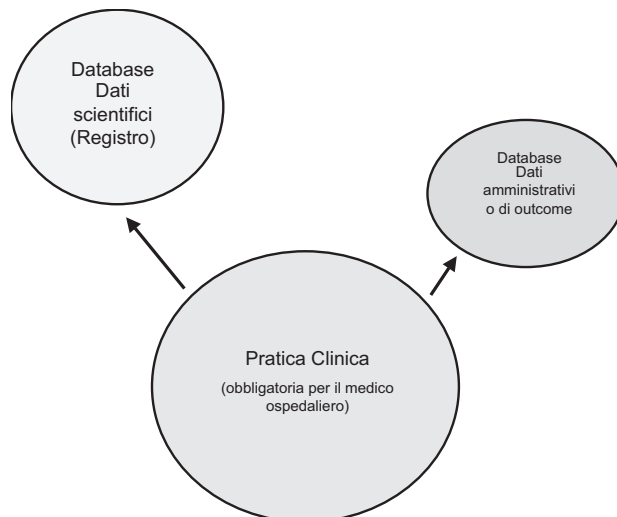 Database
Dati
scientifici
(Registro)
Database
Dati
amministrativi
o di outcome
Pratica Clinica
(obbligatoria per il medico
ospedaliero)